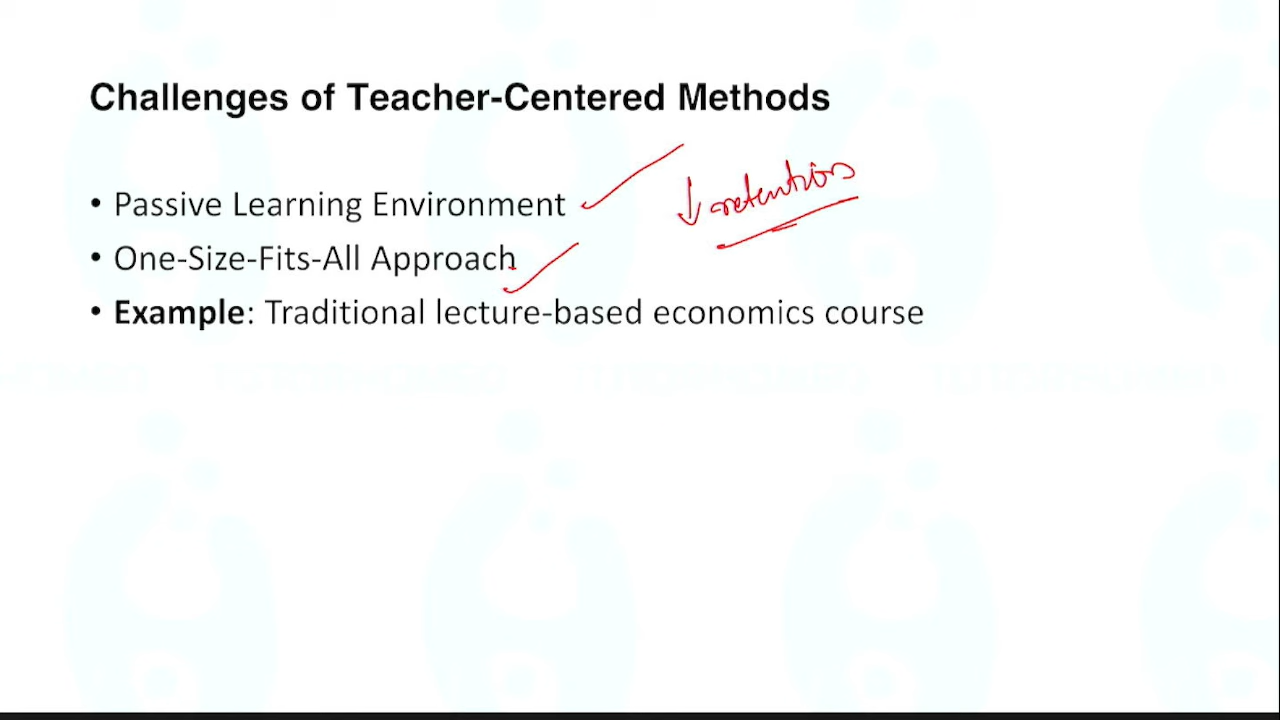 Challenges of Teacher-Centered Methods
• Passive Learning Environment
↓ retention
• One-Size-Fits-All Approach
• Example: Traditional lecture-based economics course